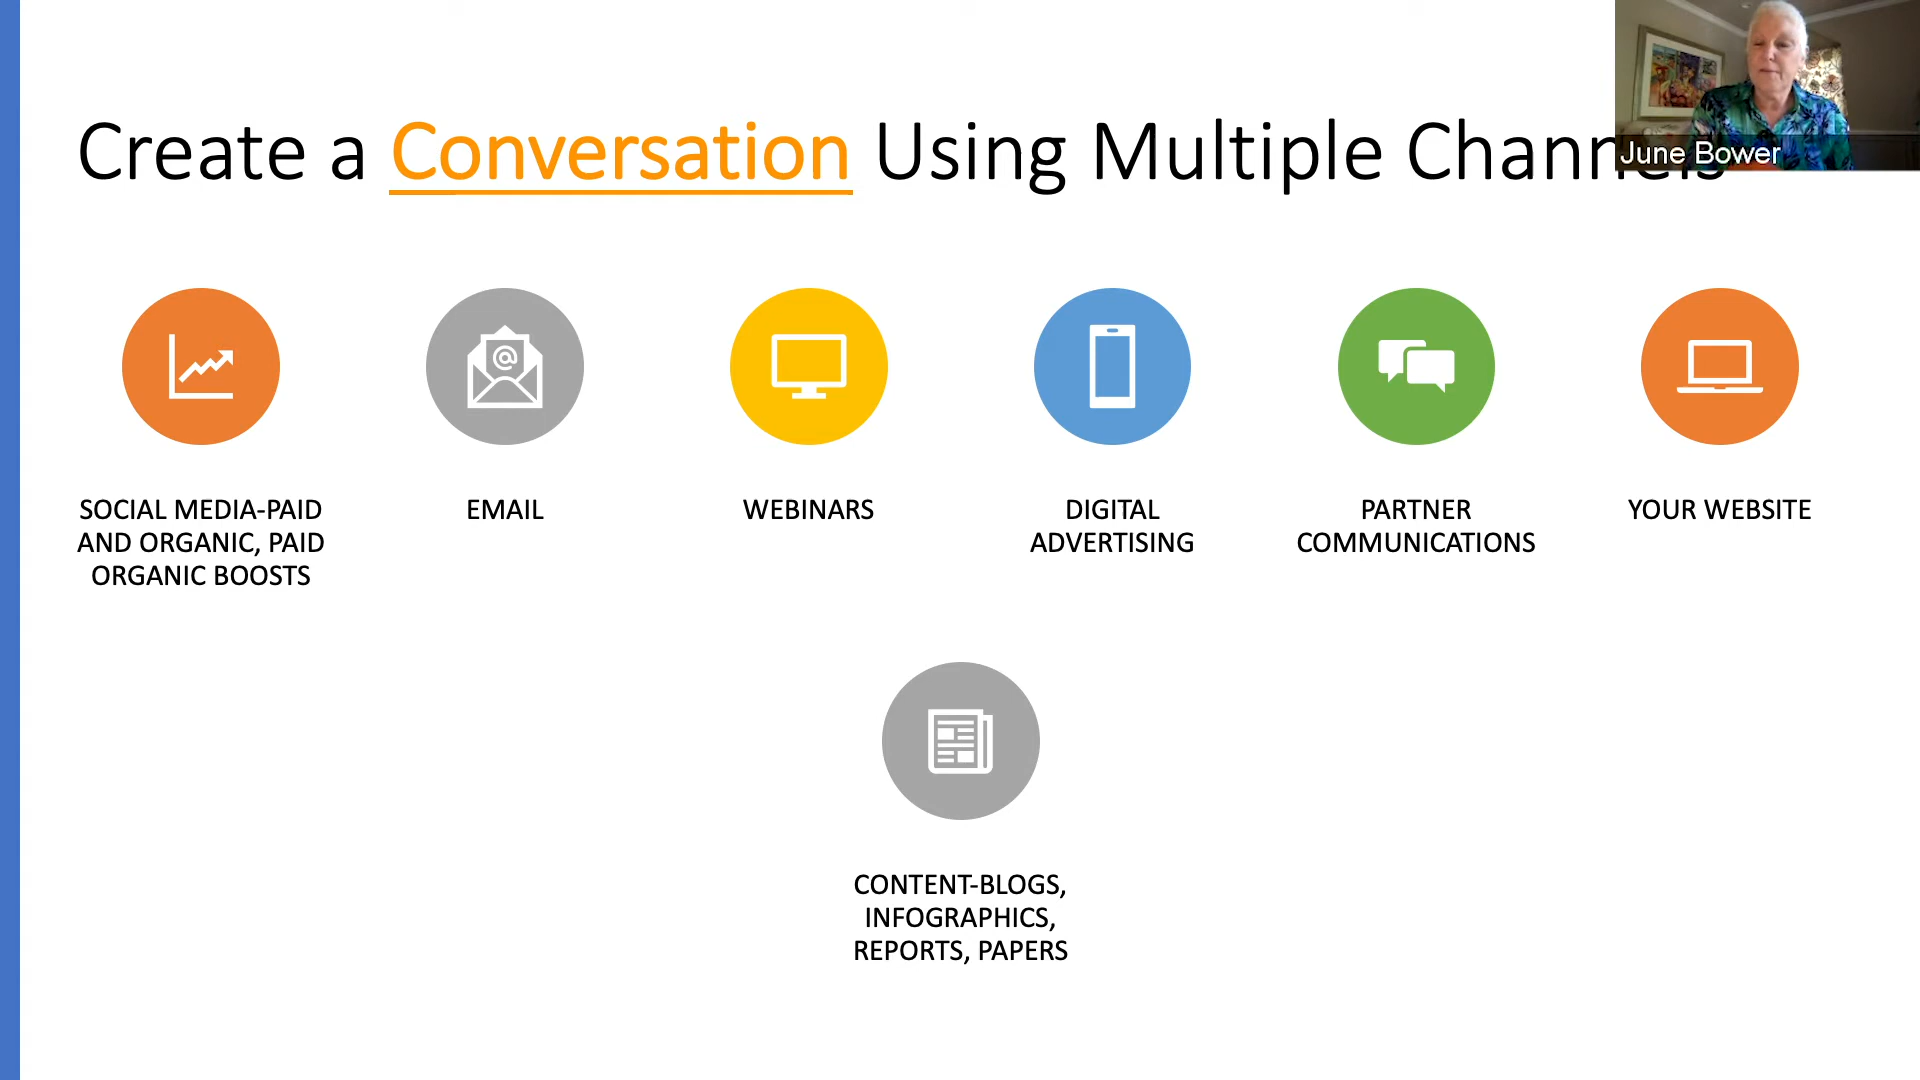 Create a Conversation Using Multiple Channels
June Bower
SOCIAL MEDIA-PAID
AND ORGANIC, PAID
ORGANIC BOOSTS
EMAIL
WEBINARS
DIGITAL
ADVERTISING
PARTNER
COMMUNICATIONS
YOUR WEBSITE
@
CONTENT-BLOGS,
INFOGRAPHICS,
REPORTS, PAPERS